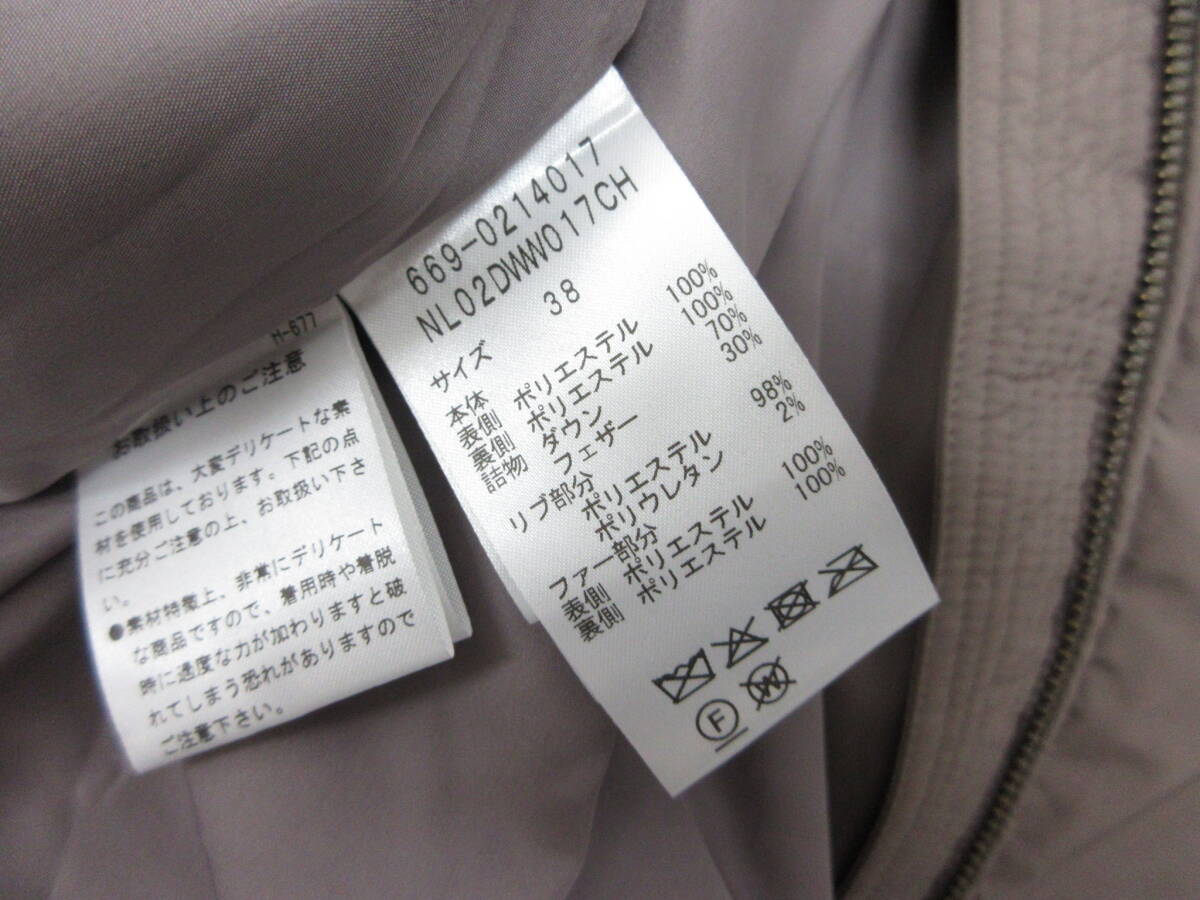 H-677
お取扱い上のご注意
この商品は、大変デリケートな素
材を使用しております。下記の点
に充分ご注意の上、お取扱い下さ
い。
●素材特徴上、非常にデリケート
な商品ですので、着用時や着脱
時に過度な力が加わりますと破
れてしまう恐れがありますので
ご注意下さい。
669-0214017
NL02DWW017CH
サイズ 38
本体
表側 ポリエステル 100%
裏側 ポリエステル 100%
詰物 ダウン 70%
フェザー 30%
リブ部分
ポリエステル 98%
ポリウレタン 2%
ファー部分
表側 ポリエステル 100%
裏側 ポリエステル 100%
F W